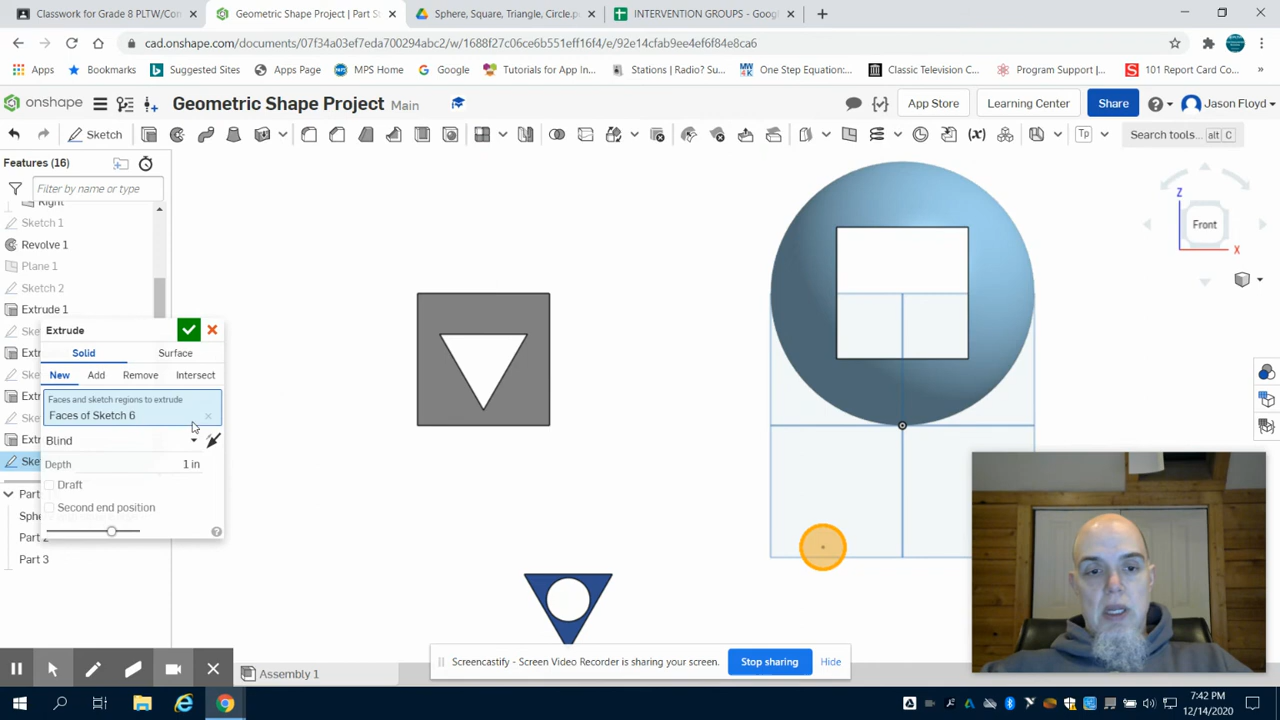 Classwork for Grade 8 PLTW/Con
Geometric Shape Project | Part S
Sphere, Square, Triangle, Circle.p
INTERVENTION GROUPS - Goog
cad.onshape.com/documents/07f34a03ef7eda700294abc2/w/1688f27c06ce6b551eff16f4/e/92e14cfab9ee4ef6f84e8ca6
Apps
Bookmarks
Suggested Sites
Apps Page
MPS Home
Google
Tutorials for App In...
Stations | Radio? Su...
One Step Equation:...
Classic Television C...
Program Support |...
101 Report Card Co...
onshape
Geometric Shape Project Main
App Store
Learning Center
Share
Jason Floyd
Sketch
Tp
Search tools...
alt C
Features (16)
Filter by name or type
Right
Sketch 1
Revolve 1
Plane 1
Sketch 2
Extrude 1
Extrude
Solid
Surface
New
Add
Remove
Intersect
Faces and sketch regions to extrude
Faces of Sketch 6
Blind
Depth
1 in
Draft
Second end position
Part 3
Z
Front
X
Assembly 1
Screencastify - Screen Video Recorder is sharing your screen.
Stop sharing
Hide
7:42 PM
12/14/2020